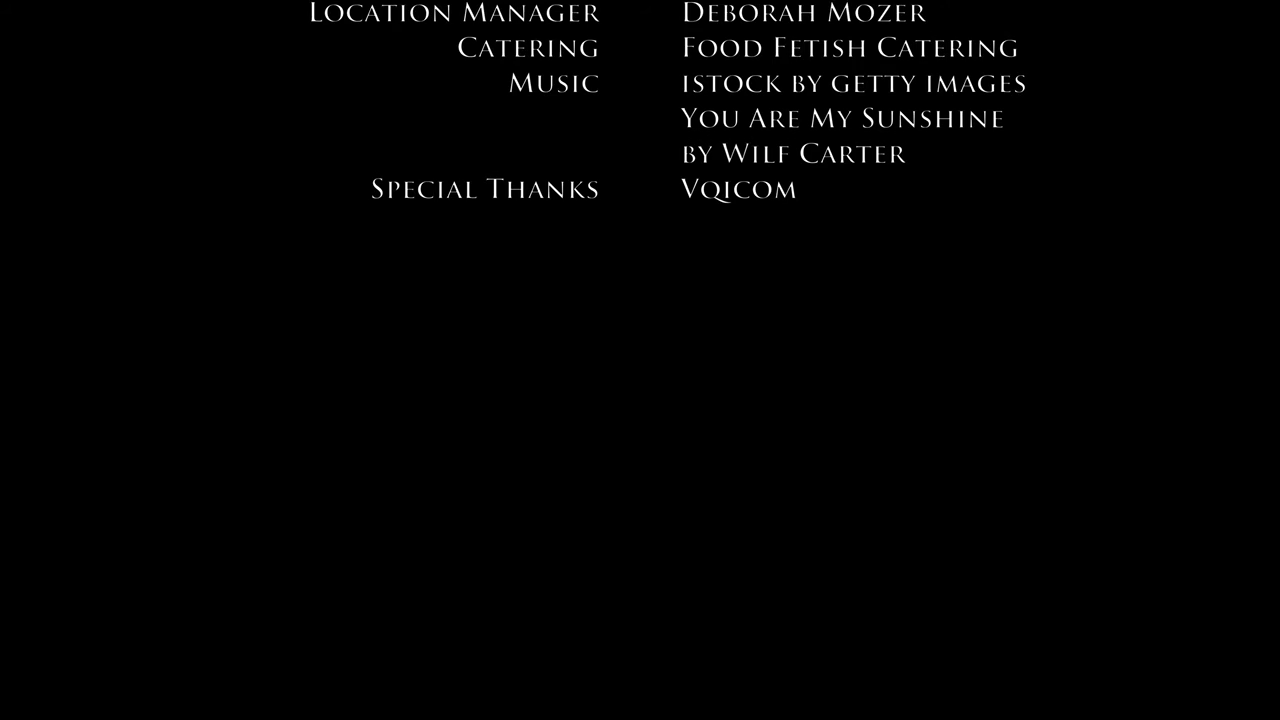 Location Manager Deborah Mozer
Catering Food Fetish Catering
Music istock by getty images
You Are My Sunshine
by Wilf Carter
Special Thanks Vqicom